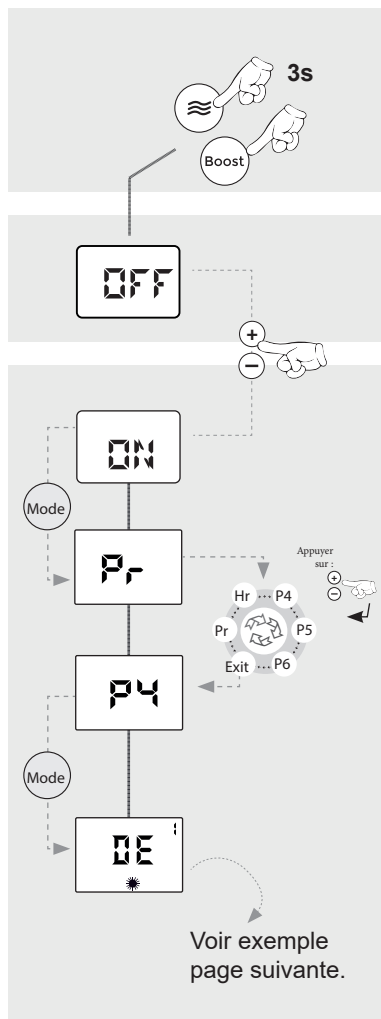 3s
Boost
OFF
+
−
ON
Mode
Pr
Appuyer
sur :
+
−
Hr P4
Pr P5
Exit P6
P4
Mode
DE 1
Voir exemple
page suivante.